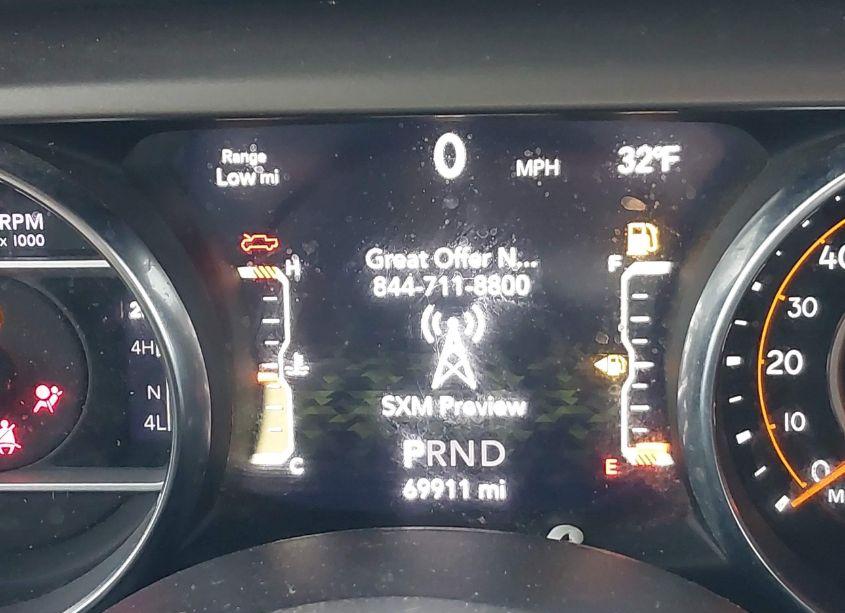 Range
Low mi
0
MPH
32°F
RPM
x 1000
H
Great Offer N...
844-711-8800
F
40
30
2
4H
20
SXM Preview
N
4L
10
PRND
C
E
69911 mi
0
M